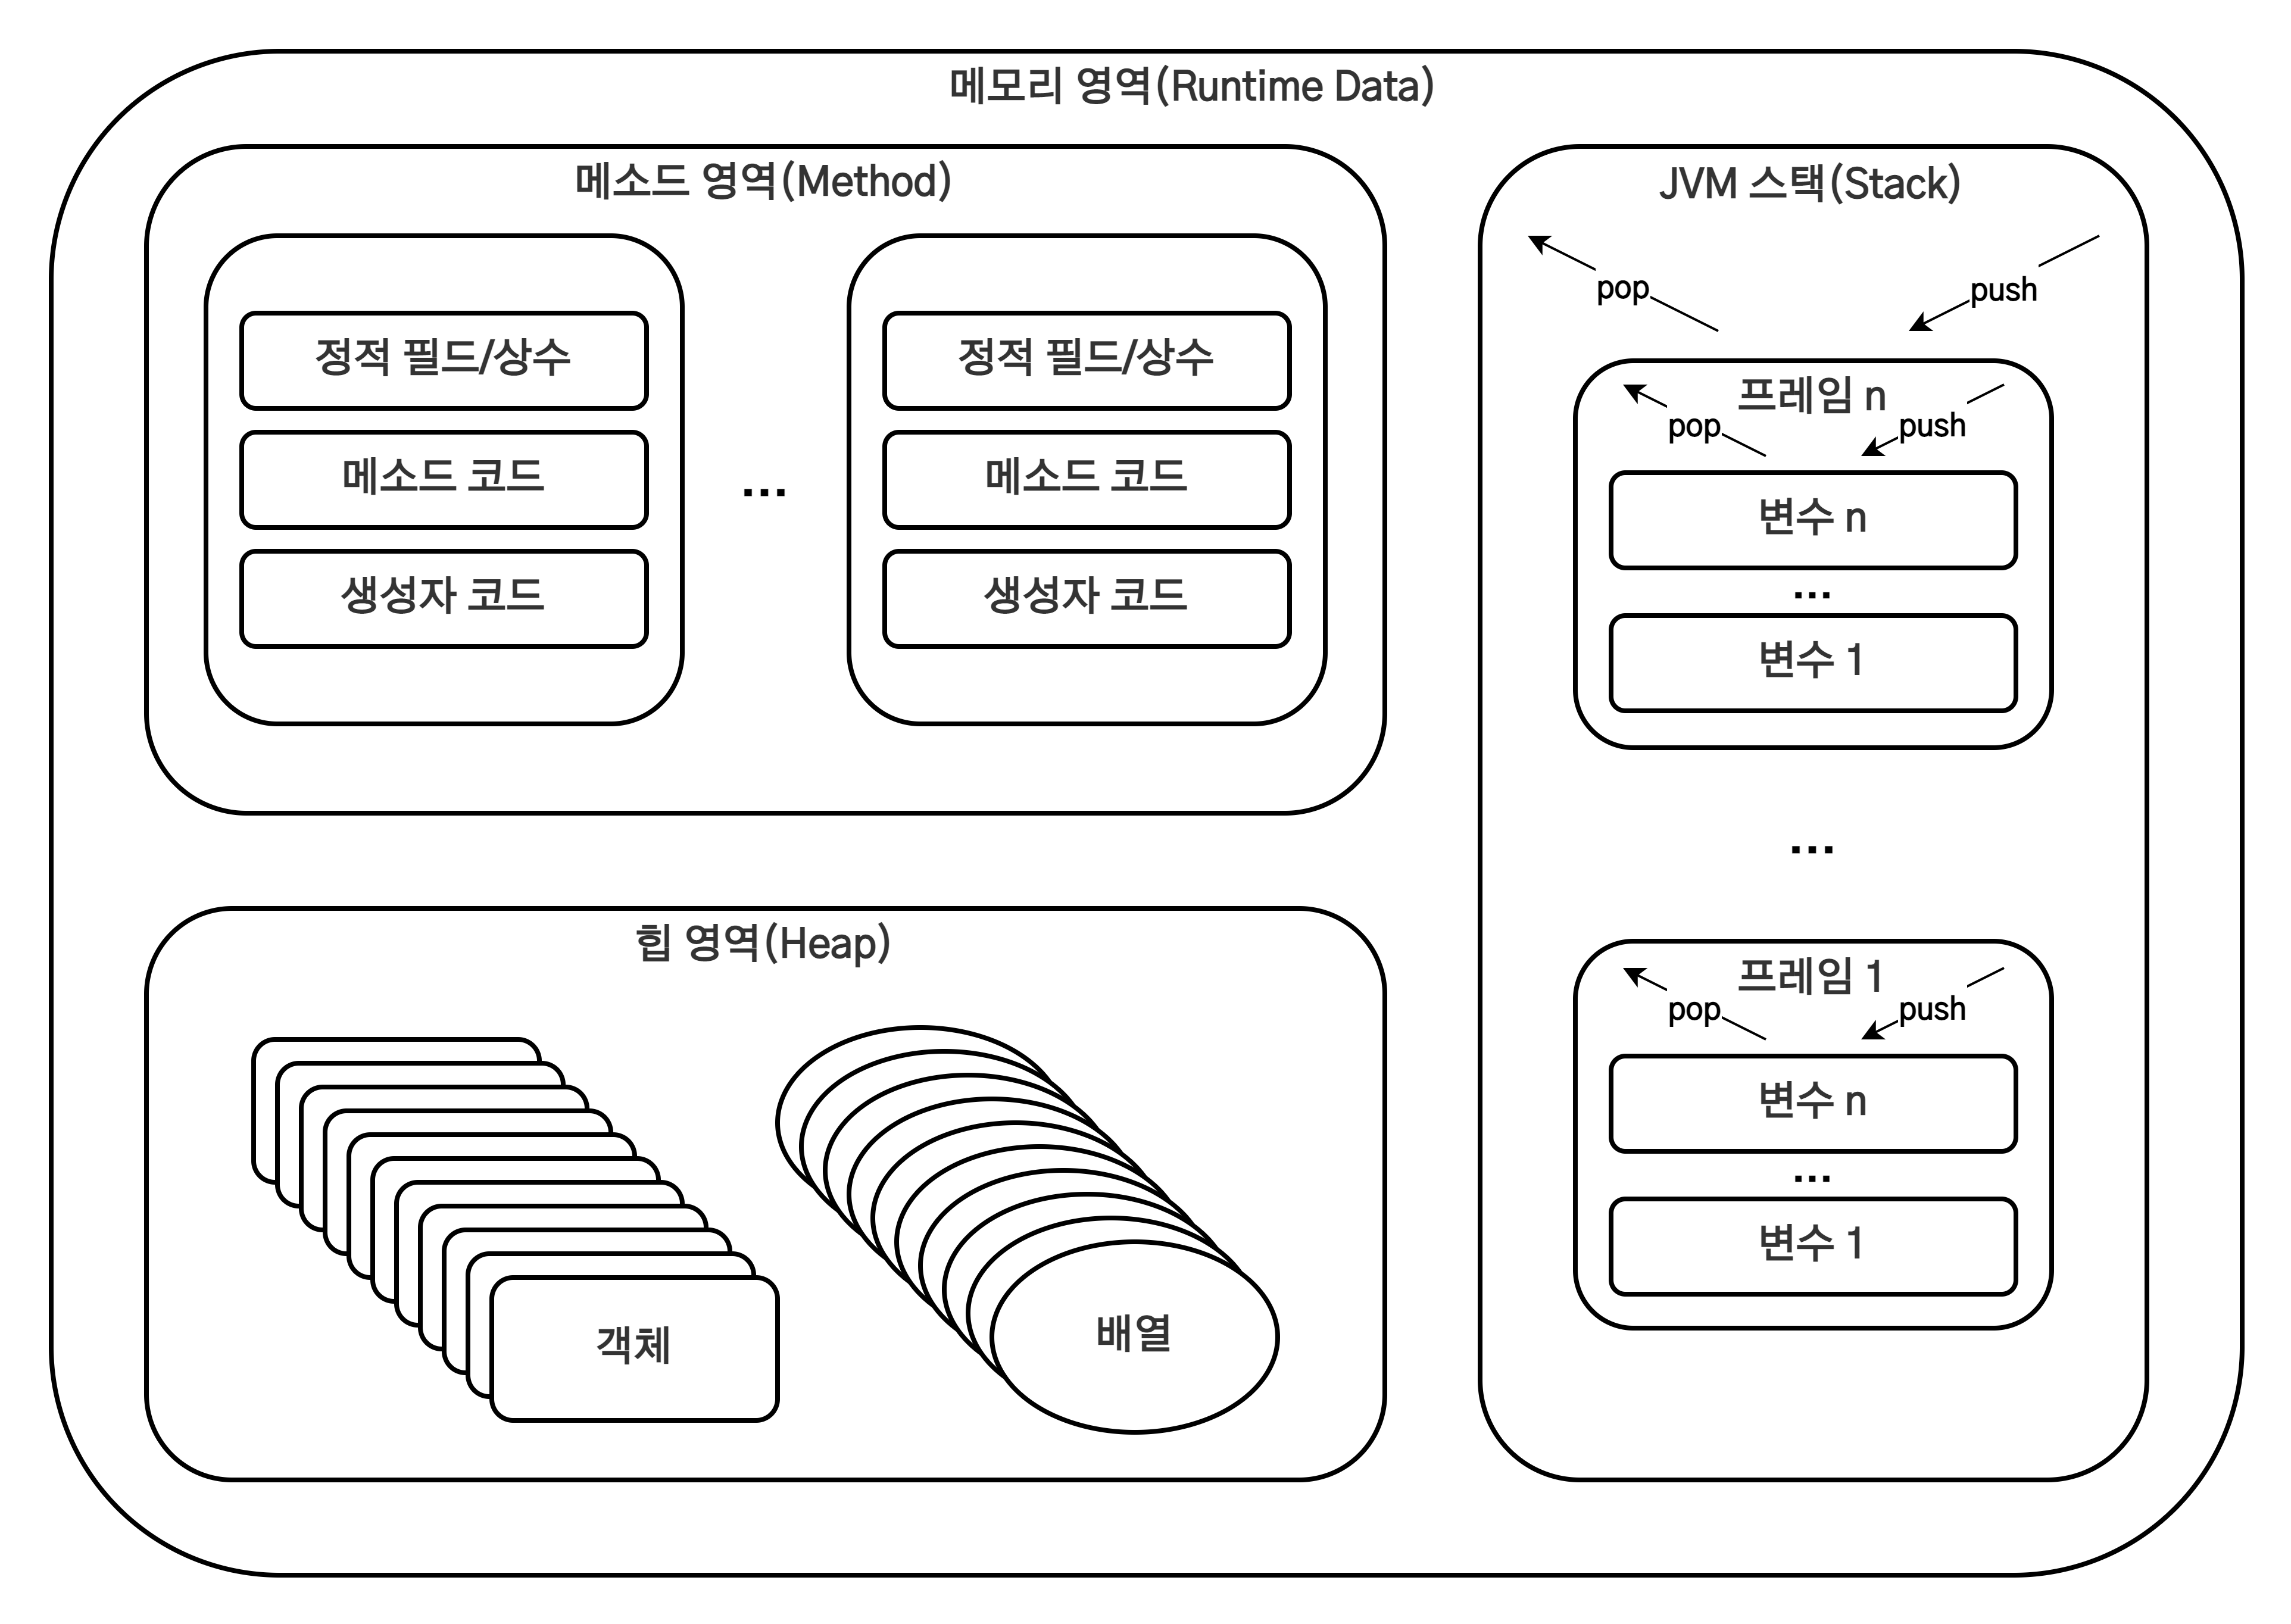 메모리 영역(Runtime Data)
메소드 영역(Method)
정적 필드/상수
메소드 코드
생성자 코드
...
정적 필드/상수
메소드 코드
생성자 코드
힙 영역(Heap)
객체
배열
JVM 스택(Stack)
pop
push
프레임 n
pop
push
변수 n
...
변수 1
...
프레임 1
pop
push
변수 n
...
변수 1